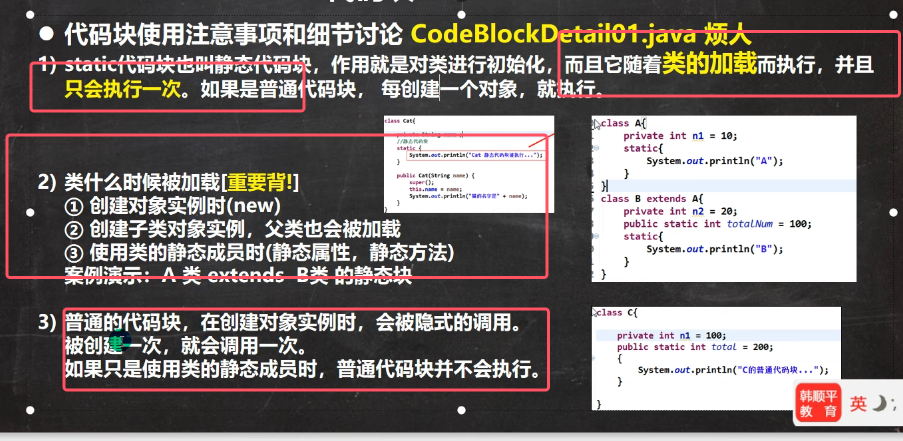 ● 代码块使用注意事项和细节讨论 CodeBlockDetail01.java 烦人
1) static代码块也叫静态代码块，作用就是对类进行初始化，而且它随着类的加载而执行，并且
只会执行一次。如果是普通代码块， 每创建一个对象，就执行。
class Cat{
//静态代码块
static {
System.out.println("Cat 静态代码块被执行...");
}
public Cat(String name) {
super();
this.name = name;
System.out.println("猫的名字是" + name);
}
}
class A{
private int n1 = 10;
static{
System.out.println("A");
}
}
class B extends A{
private int n2 = 20;
public static int totalNum = 100;
static{
System.out.println("B");
}
}
2) 类什么时候被加载[重要背!]
① 创建对象实例时(new)
② 创建子类对象实例，父类也会被加载
③ 使用类的静态成员时(静态属性，静态方法)
案例演示：A 类 extends B类 的静态块
3) 普通的代码块，在创建对象实例时，会被隐式的调用。
被创建一次，就会调用一次。
如果只是使用类的静态成员时，普通代码块并不会执行。
class C{
private int n1 = 100;
public static int total = 200;
{
System.out.println("C的普通代码块...");
}
}
韩顺平
教 育
英